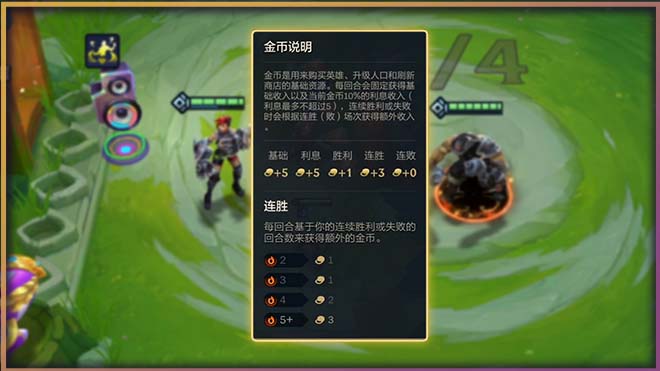 /4
金币说明
金币是用来购买英雄、升级人口和刷新
商店的基础资源。每回合会固定获得基
础收入以及当前金币10%的利息收入（
利息最多不超过5），连续胜利或失败
时会根据连胜（败）场次获得额外收入
。
基础 利息 胜利 连胜 连败
+5 +5 +1 +3 +0
连胜
每回合基于你的连续胜利或失败的
回合数来获得额外的金币。
2 1
3 1
4 2
5+ 3